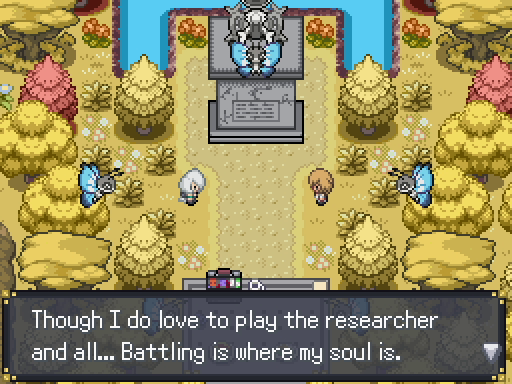 Though I do love to play the researcher
and all... Battling is where my soul is.